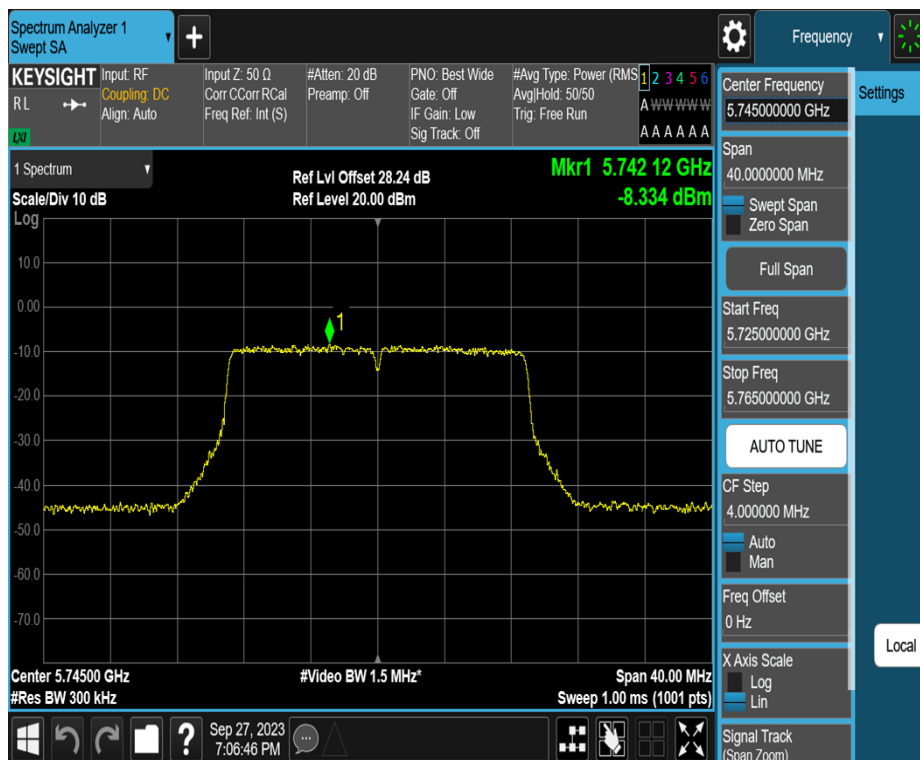 Spectrum Analyzer 1
Swept SA
Frequency
KEYSIGHT
RL
LXI
Input: RF
Coupling: DC
Align: Auto
Input Z: 50 Ω
Corr CCorr RCal
Freq Ref: Int (S)
#Atten: 20 dB
Preamp: Off
PNO: Best Wide
Gate: Off
IF Gain: Low
Sig Track: Off
#Avg Type: Power (RMS
Avg|Hold: 50/50
Trig: Free Run
1 2 3 4 5 6
A W W W W W
A A A A A A
1 Spectrum
Scale/Div 10 dB
Log
Ref Lvl Offset 28.24 dB
Ref Level 20.00 dBm
Mkr1 5.742 12 GHz
-8.334 dBm
10.0
0.00
-10.0
-20.0
-30.0
-40.0
-50.0
-60.0
-70.0
1
Center 5.74500 GHz
#Res BW 300 kHz
#Video BW 1.5 MHz*
Span 40.00 MHz
Sweep 1.00 ms (1001 pts)
Sep 27, 2023
7:06:46 PM
Center Frequency
5.745000000 GHz
Span
40.0000000 MHz
Swept Span
Zero Span
Full Span
Start Freq
5.725000000 GHz
Stop Freq
5.765000000 GHz
AUTO TUNE
CF Step
4.000000 MHz
Auto
Man
Freq Offset
0 Hz
X Axis Scale
Log
Lin
Signal Track
(Span Zoom)
Settings
Local